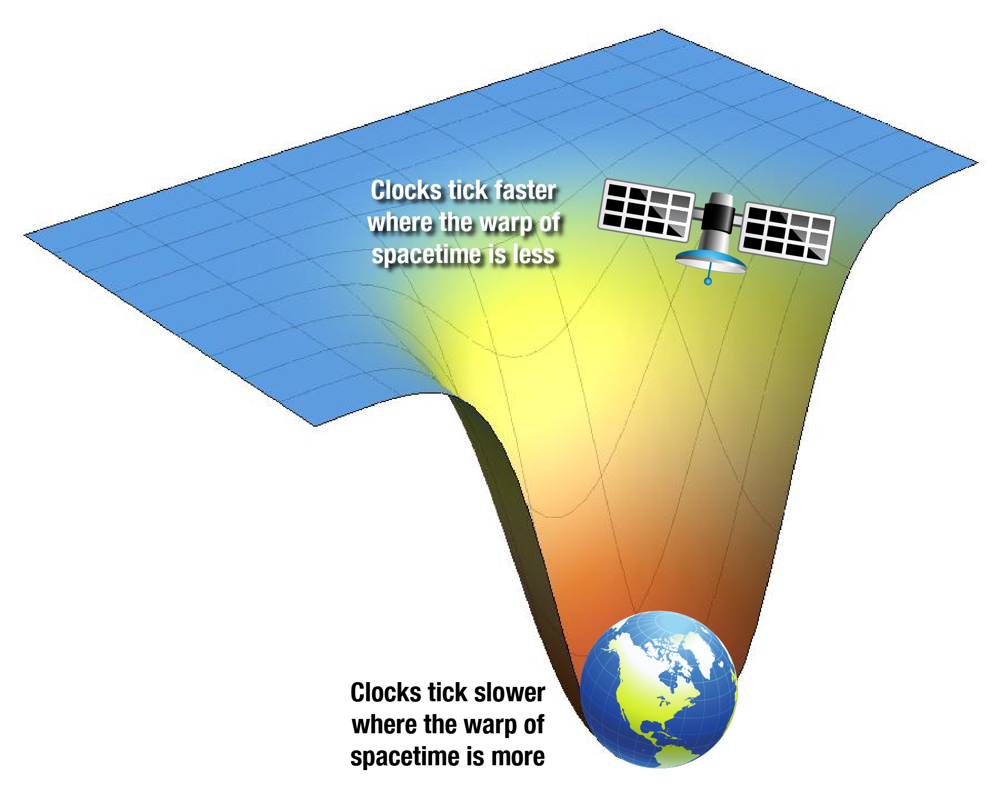 Clocks tick faster
where the warp of
spacetime is less
Clocks tick slower
where the warp of
spacetime is more